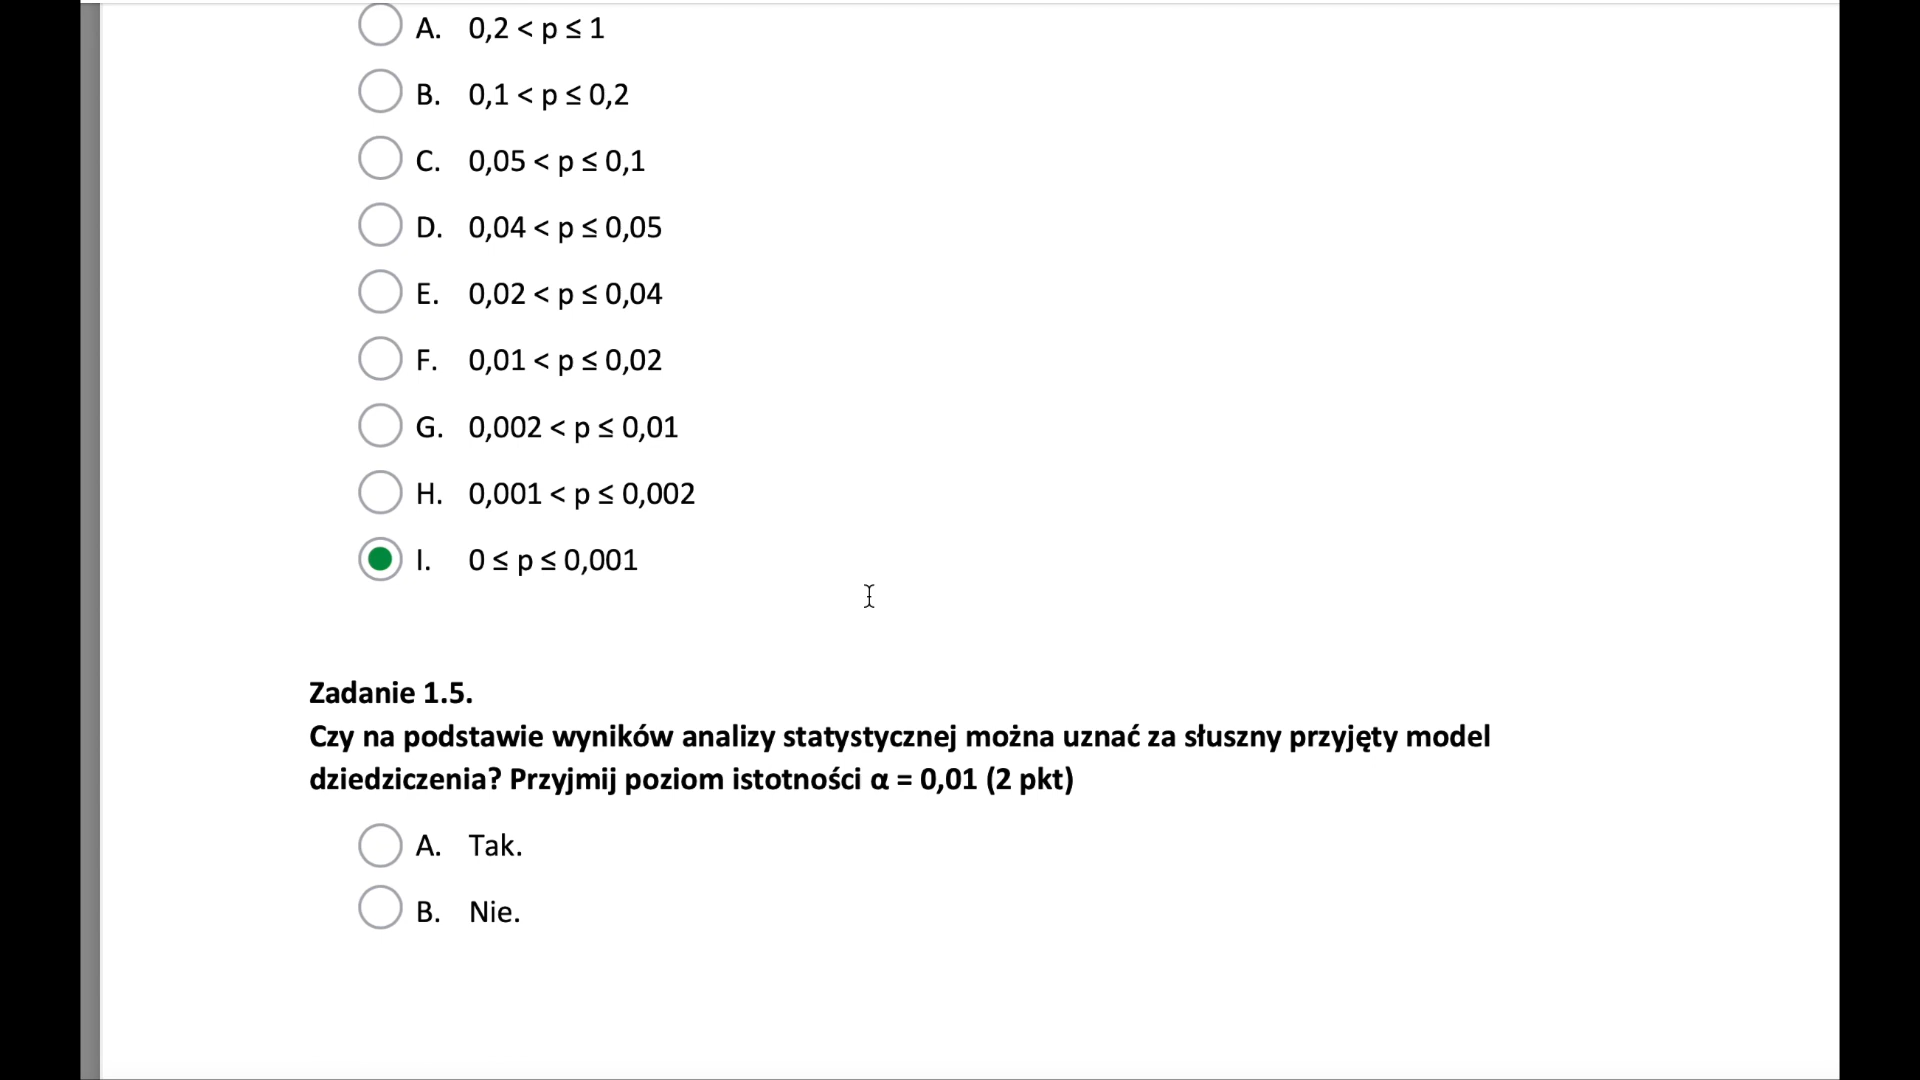 A. 0,2 < p ≤ 1
B. 0,1 < p ≤ 0,2
C. 0,05 < p ≤ 0,1
D. 0,04 < p ≤ 0,05
E. 0,02 < p ≤ 0,04
F. 0,01 < p ≤ 0,02
G. 0,002 < p ≤ 0,01
H. 0,001 < p ≤ 0,002
I. 0 ≤ p ≤ 0,001
Zadanie 1.5.
Czy na podstawie wyników analizy statystycznej można uznać za słuszny przyjęty model
dziedziczenia? Przyjmij poziom istotności α = 0,01 (2 pkt)
A. Tak.
B. Nie.